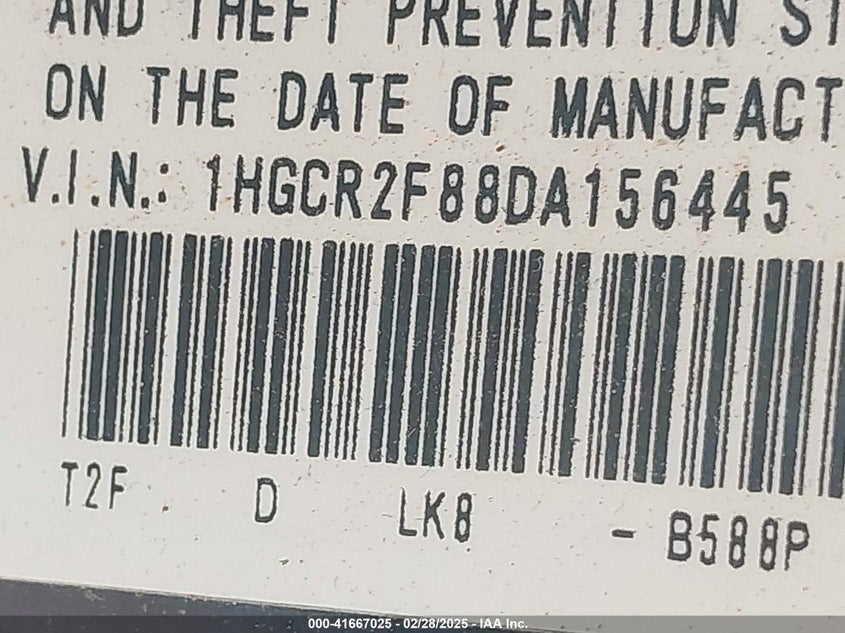 AND THEFT PREVENTION ST
ON THE DATE OF MANUFACT
V.I.N.: 1HGCR2F88DA156445
T2F D LK8 - B588P
000-41667025 - 02/28/2025 - IAA Inc.